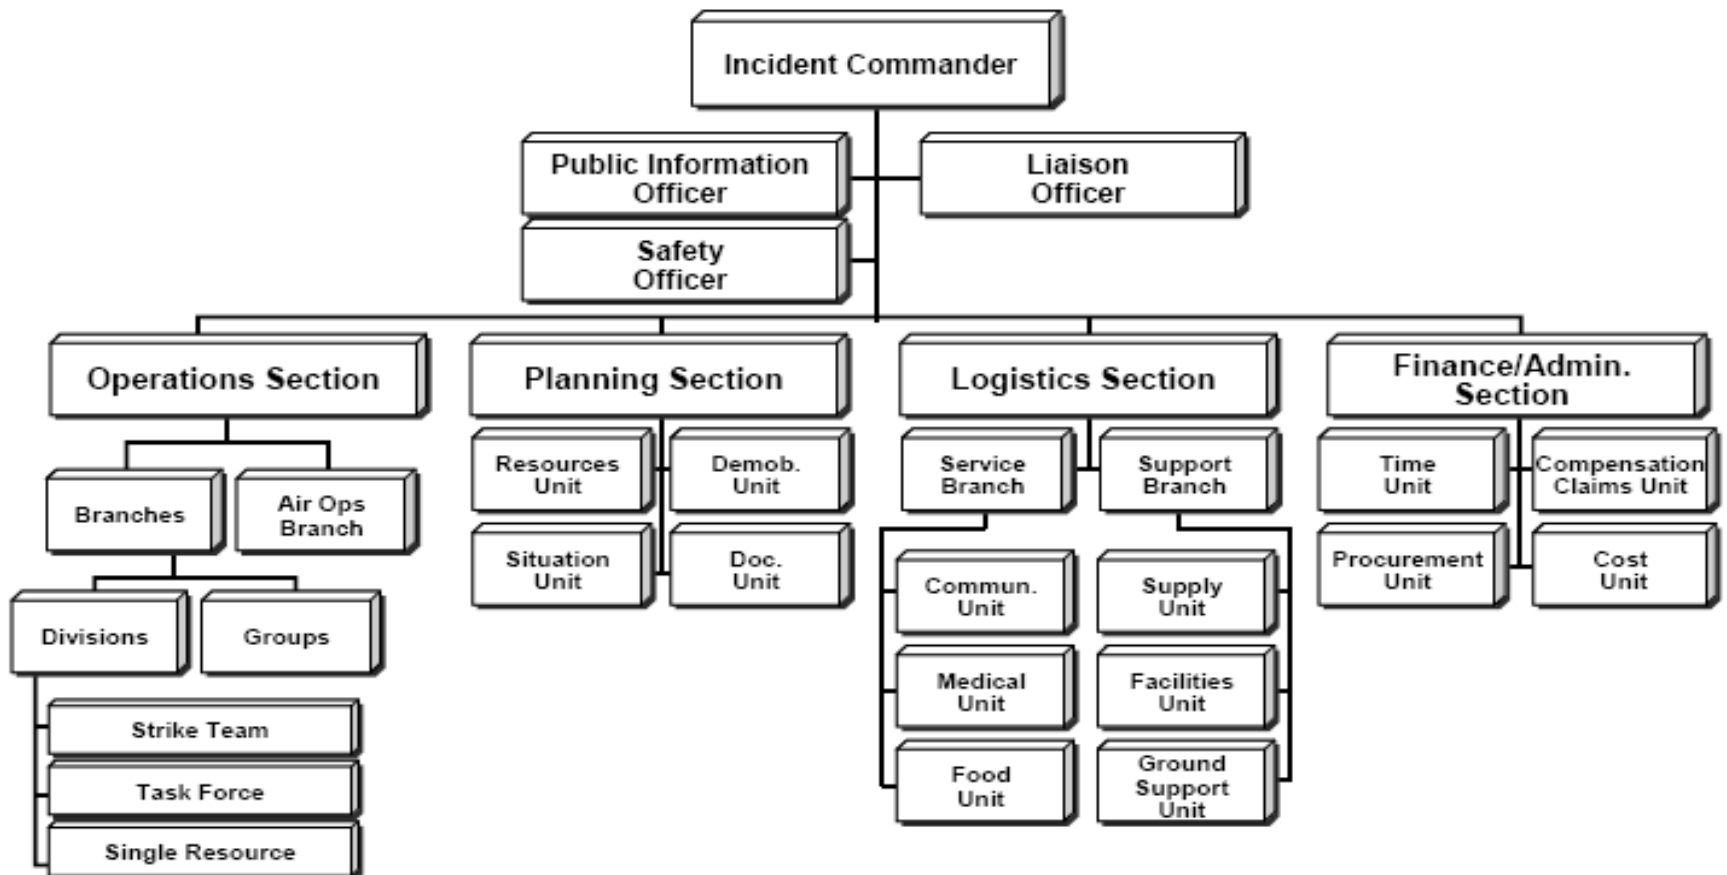 Incident Commander
Public Information
Officer
Liaison
Officer
Safety
Officer
Operations Section
Planning Section
Logistics Section
Finance/Admin.
Section
Branches
Air Ops
Branch
Divisions
Groups
Strike Team
Task Force
Single Resource
Resources
Unit
Demob.
Unit
Situation
Unit
Doc.
Unit
Service
Branch
Support
Branch
Commun.
Unit
Supply
Unit
Medical
Unit
Facilities
Unit
Food
Unit
Ground
Support
Unit
Time
Unit
Compensation
Claims Unit
Procurement
Unit
Cost
Unit